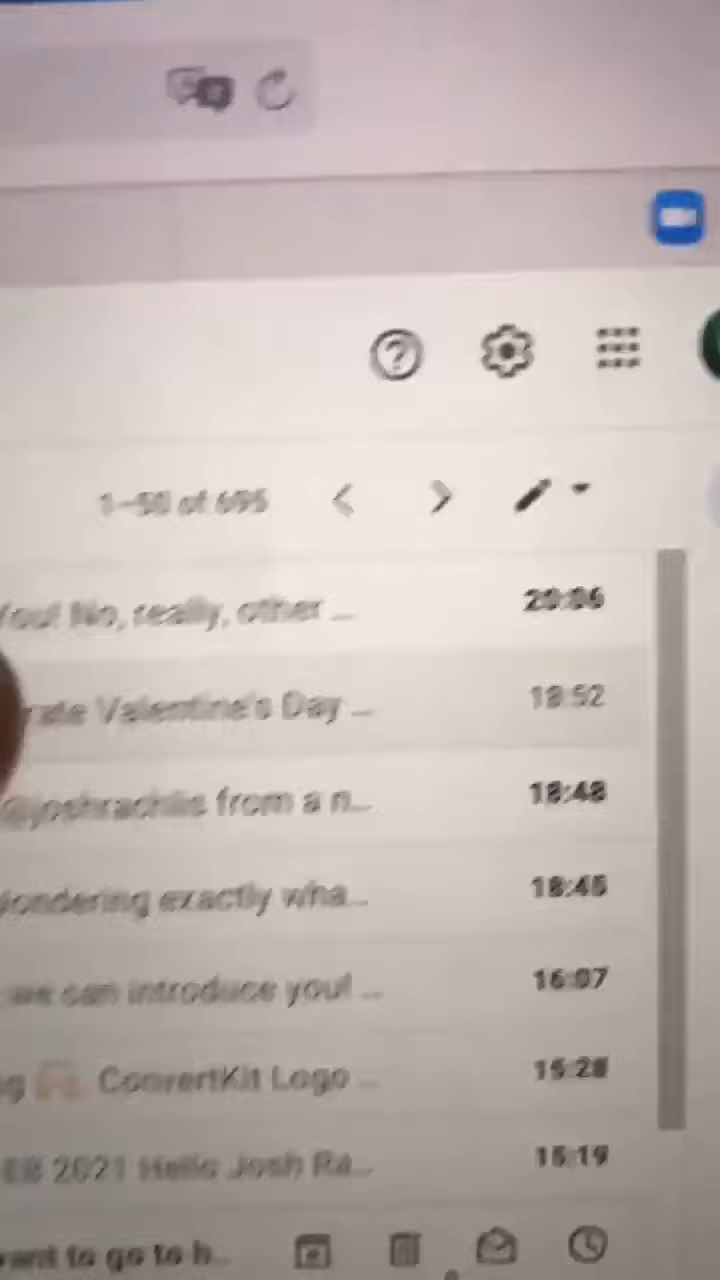 1-50 of 695
You! No, really, other ... 20:06
rate Valentine's Day ... 18:52
@joshrachlis from a n... 18:48
Wondering exactly wha... 18:45
we can introduce you! ... 16:07
g ConvertKit Logo ... 15:28
2021 Hello Josh Ra... 15:19
want to go to h...